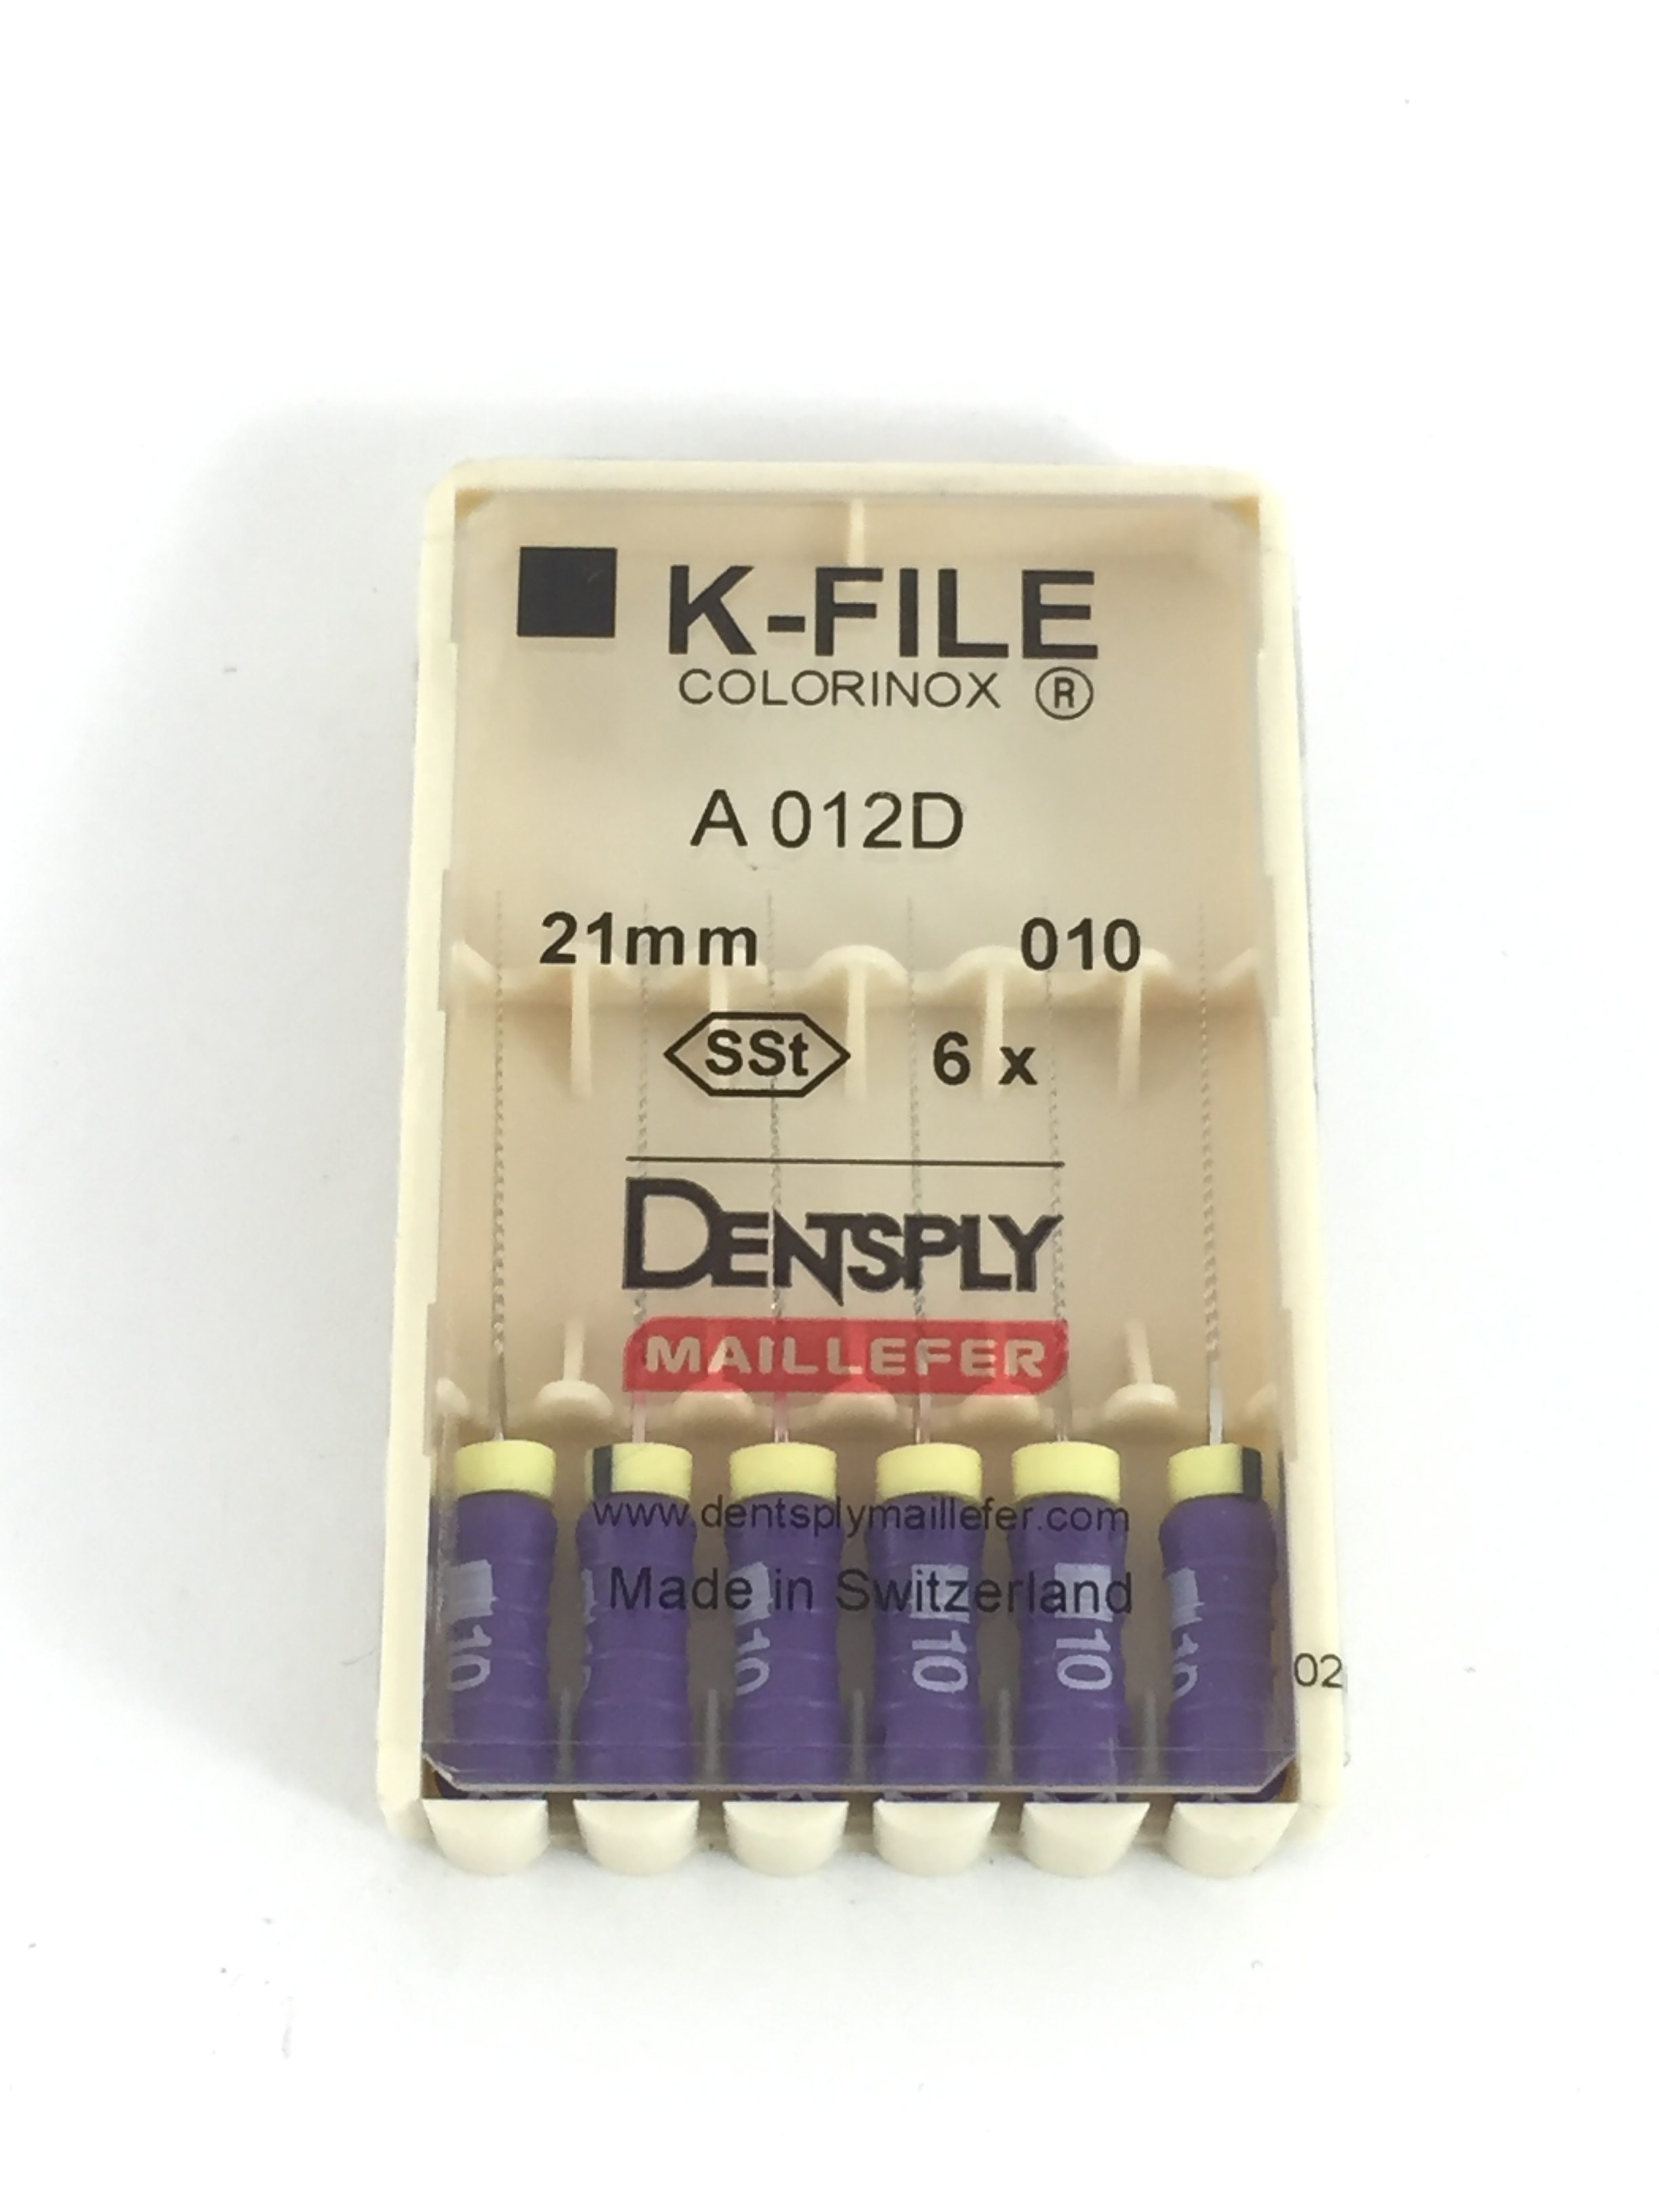 K-FILE
COLORINOX ®
A 012D
21mm 010
SSt 6 x
DENTSPLY
MAILLEFER
www.dentsplymaillefer.com
Made in Switzerland
10 10 10 10 10
02